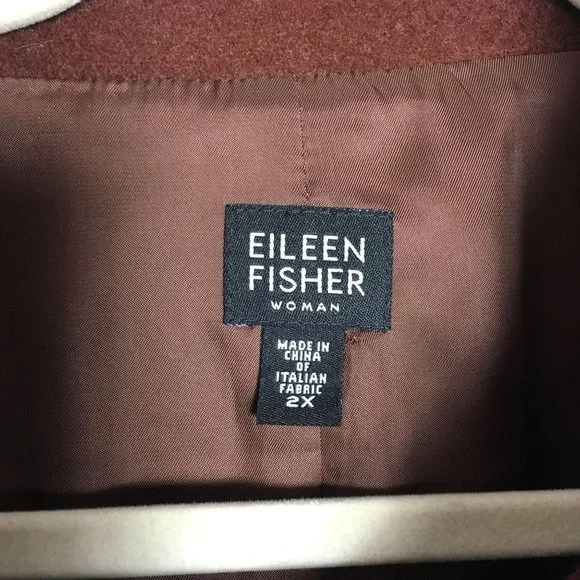 EILEEN
FISHER
WOMAN
MADE IN
CHINA
OF
ITALIAN
FABRIC
2X